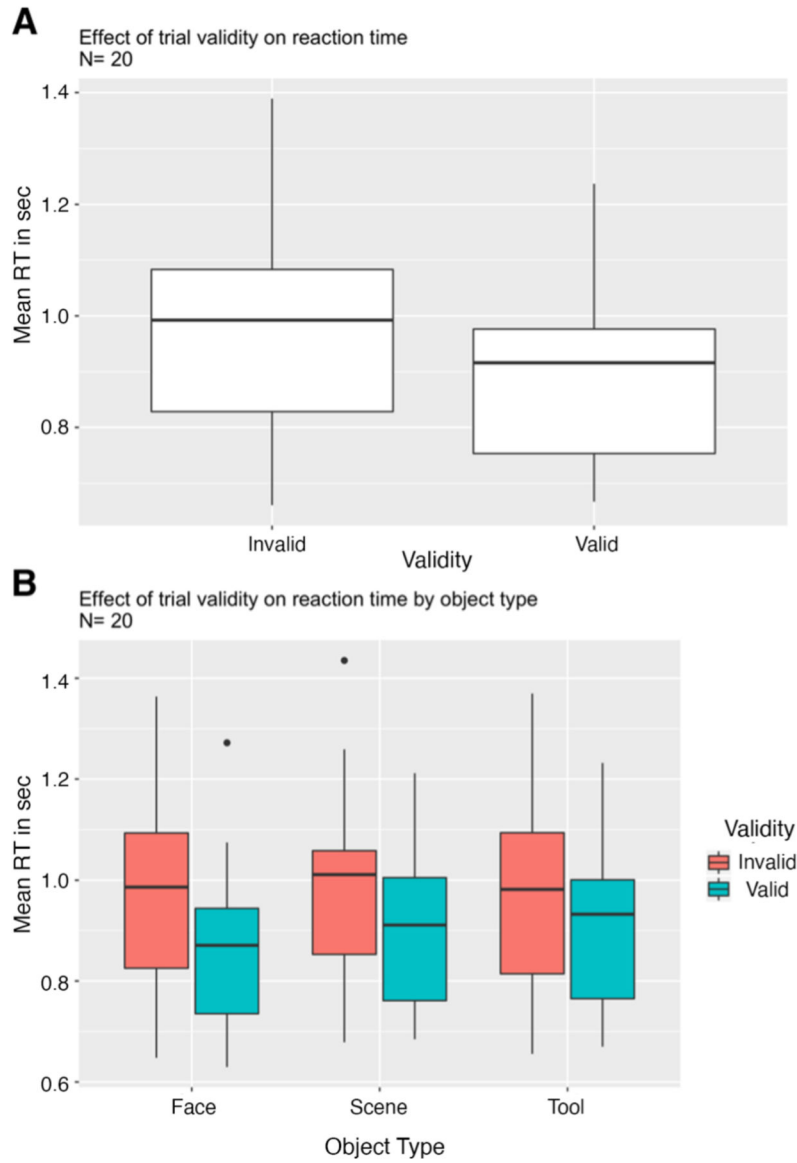 A
Effect of trial validity on reaction time
N= 20
1.4
1.2
1.0
0.8
Mean RT in sec
Invalid
Valid
Validity
B
Effect of trial validity on reaction time by object type
N= 20
1.4
1.2
1.0
0.8
0.6
Mean RT in sec
Face
Scene
Tool
Object Type
Validity
Invalid
Valid